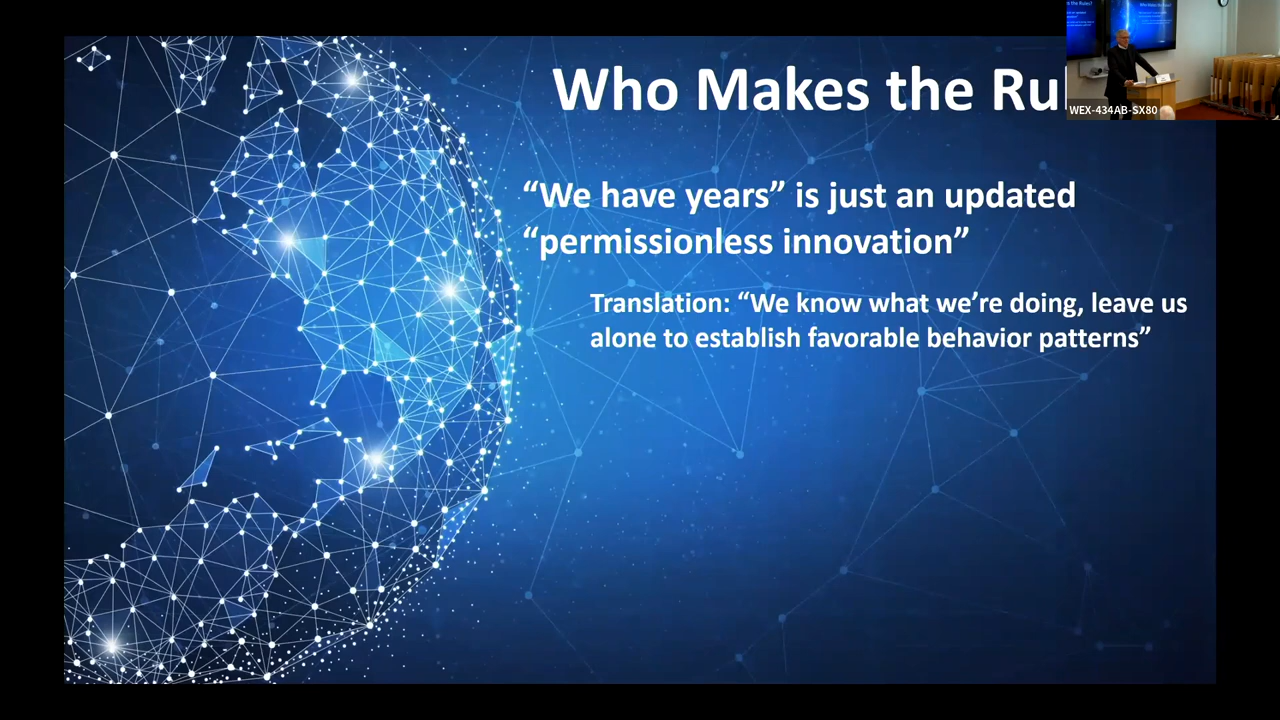 Who Makes the Ru
WEX-434AB-SX80
“We have years” is just an updated
“permissionless innovation”
Translation: “We know what we’re doing, leave us
alone to establish favorable behavior patterns”